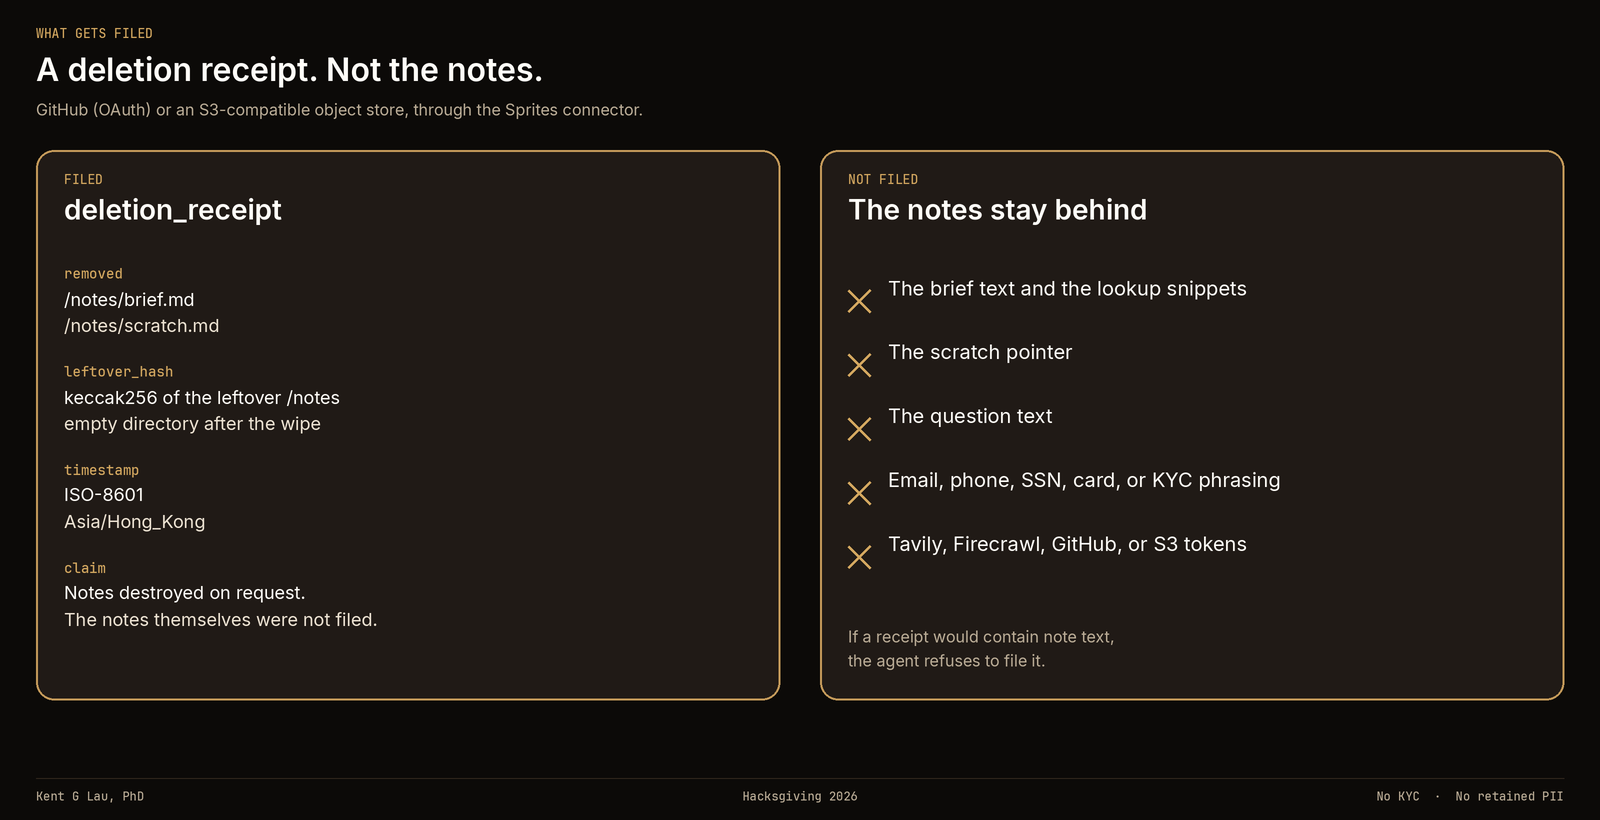 WHAT GETS FILED
A deletion receipt. Not the notes.
GitHub (OAuth) or an S3-compatible object store, through the Sprites connector.
FILED
deletion_receipt
removed
/notes/brief.md
/notes/scratch.md
leftover_hash
keccak256 of the leftover /notes
empty directory after the wipe
timestamp
ISO-8601
Asia/Hong_Kong
claim
Notes destroyed on request.
The notes themselves were not filed.
NOT FILED
The notes stay behind
The brief text and the lookup snippets
The scratch pointer
The question text
Email, phone, SSN, card, or KYC phrasing
Tavily, Firecrawl, GitHub, or S3 tokens
If a receipt would contain note text,
the agent refuses to file it.
Kent G Lau, PhD
Hacksgiving 2026
No KYC · No retained PII